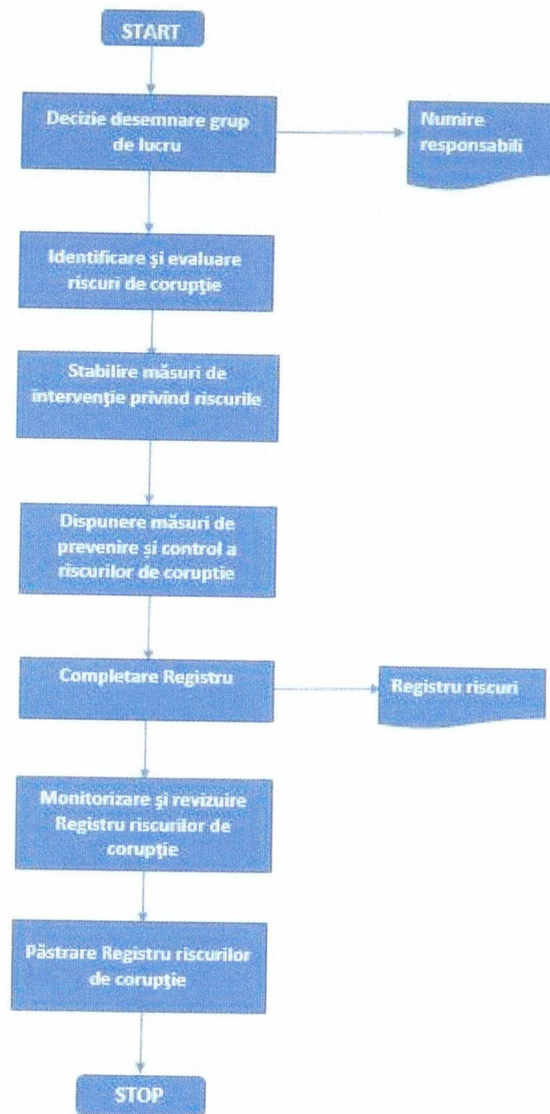 START
Decizie desemnare grup
de lucru
Numire
responsabili
Identificare şi evaluare
riscuri de corupţie
Stabilire măsuri de
intervenţie privind riscurile
Dispunere măsuri de
prevenire si control a
riscurilor de coruptie
Completare Registru
Registru riscuri
Monitorizare şi revizuire
Registru riscurilor de
corupţie
Păstrare Registru riscurilor
de corupţie
STOP